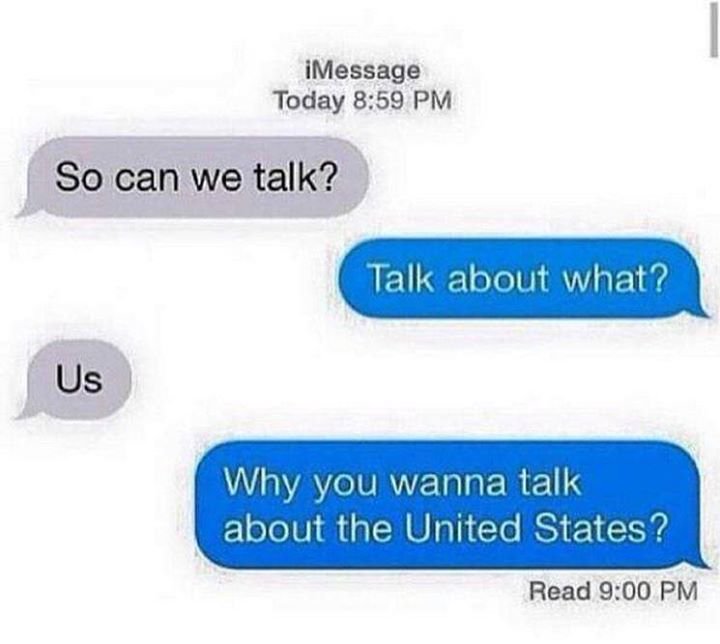 iMessage
Today 8:59 PM
So can we talk?
Talk about what?
Us
Why you wanna talk
about the United States?
Read 9:00 PM